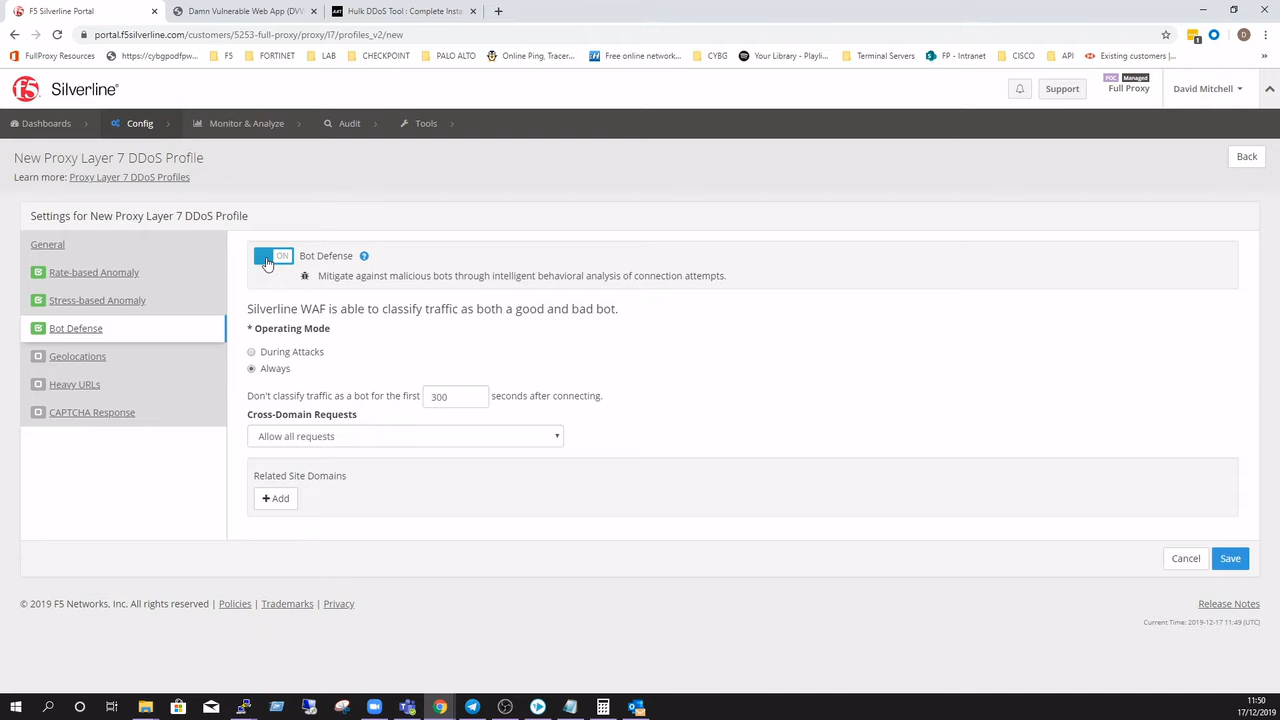 F5 Silverline Portal
Damn Vulnerable Web App (DVW
Hulk DDoS Tool : Complete Insta
portal.f5silverline.com/customers/5253-full-proxy/proxy/l7/profiles_v2/new
1
D
FullProxy Resources
https://cybgpodfpw...
F5
FORTINET
LAB
CHECKPOINT
PALO ALTO
Online Ping, Tracer...
Free online network...
CYBG
Your Library - Playli...
Terminal Servers
FP - Intranet
CISCO
API
Existing customers |...
»
f5 Silverline®
Support
POC Managed
Full Proxy
David Mitchell
Dashboards
Config
Monitor & Analyze
Audit
Tools
New Proxy Layer 7 DDoS Profile
Back
Learn more: Proxy Layer 7 DDoS Profiles
Settings for New Proxy Layer 7 DDoS Profile
General
Rate-based Anomaly
Stress-based Anomaly
Bot Defense
Geolocations
Heavy URLs
CAPTCHA Response
ON
Bot Defense ?
Mitigate against malicious bots through intelligent behavioral analysis of connection attempts.
Silverline WAF is able to classify traffic as both a good and bad bot.
* Operating Mode
During Attacks
Always
Don't classify traffic as a bot for the first 300 seconds after connecting.
Cross-Domain Requests
Allow all requests
Related Site Domains
+ Add
Cancel
Save
© 2019 F5 Networks, Inc. All rights reserved | Policies | Trademarks | Privacy
Release Notes
Current Time: 2019-12-17 11:49 (UTC)
11:50
17/12/2019